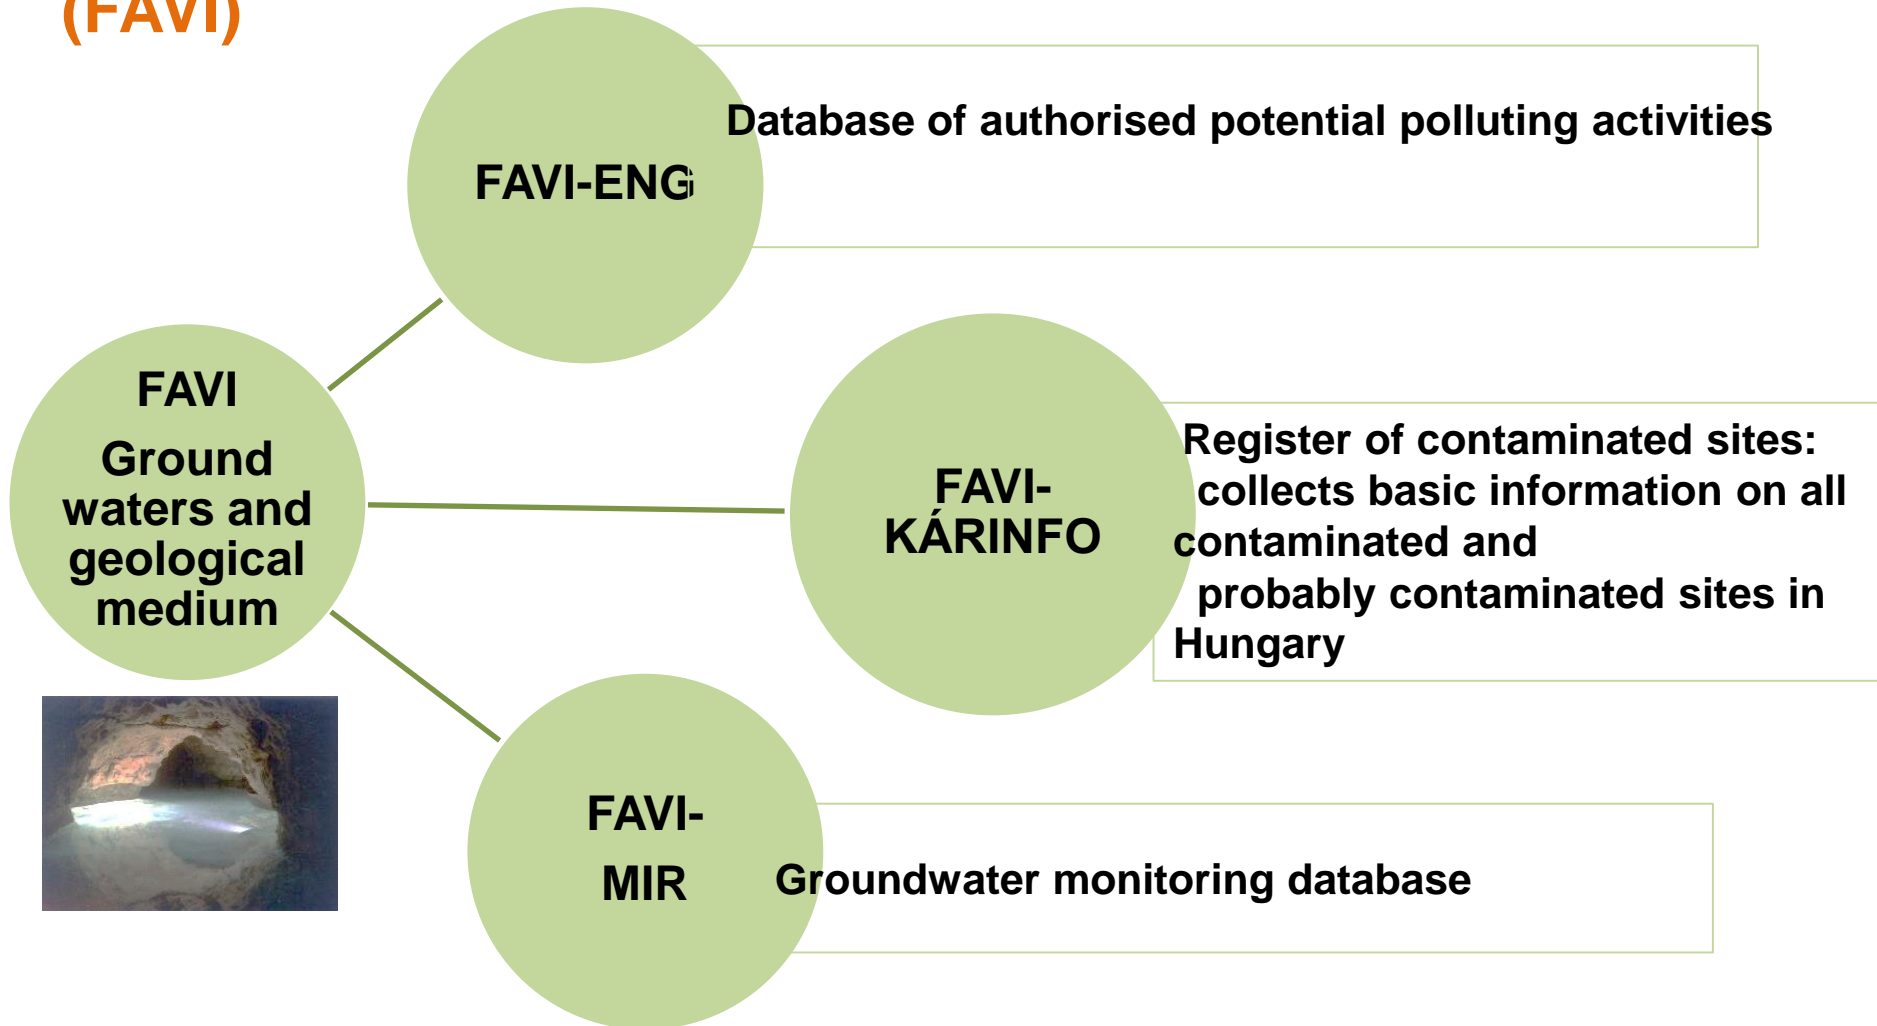 (FAVI)
FAVI-ENG
Database of authorised potential polluting activities
FAVI
Ground
waters and
geological
medium
FAVI-
KÁRINFO
Register of contaminated sites:
collects basic information on all
contaminated and
probably contaminated sites in
Hungary
FAVI-
MIR
Groundwater monitoring database